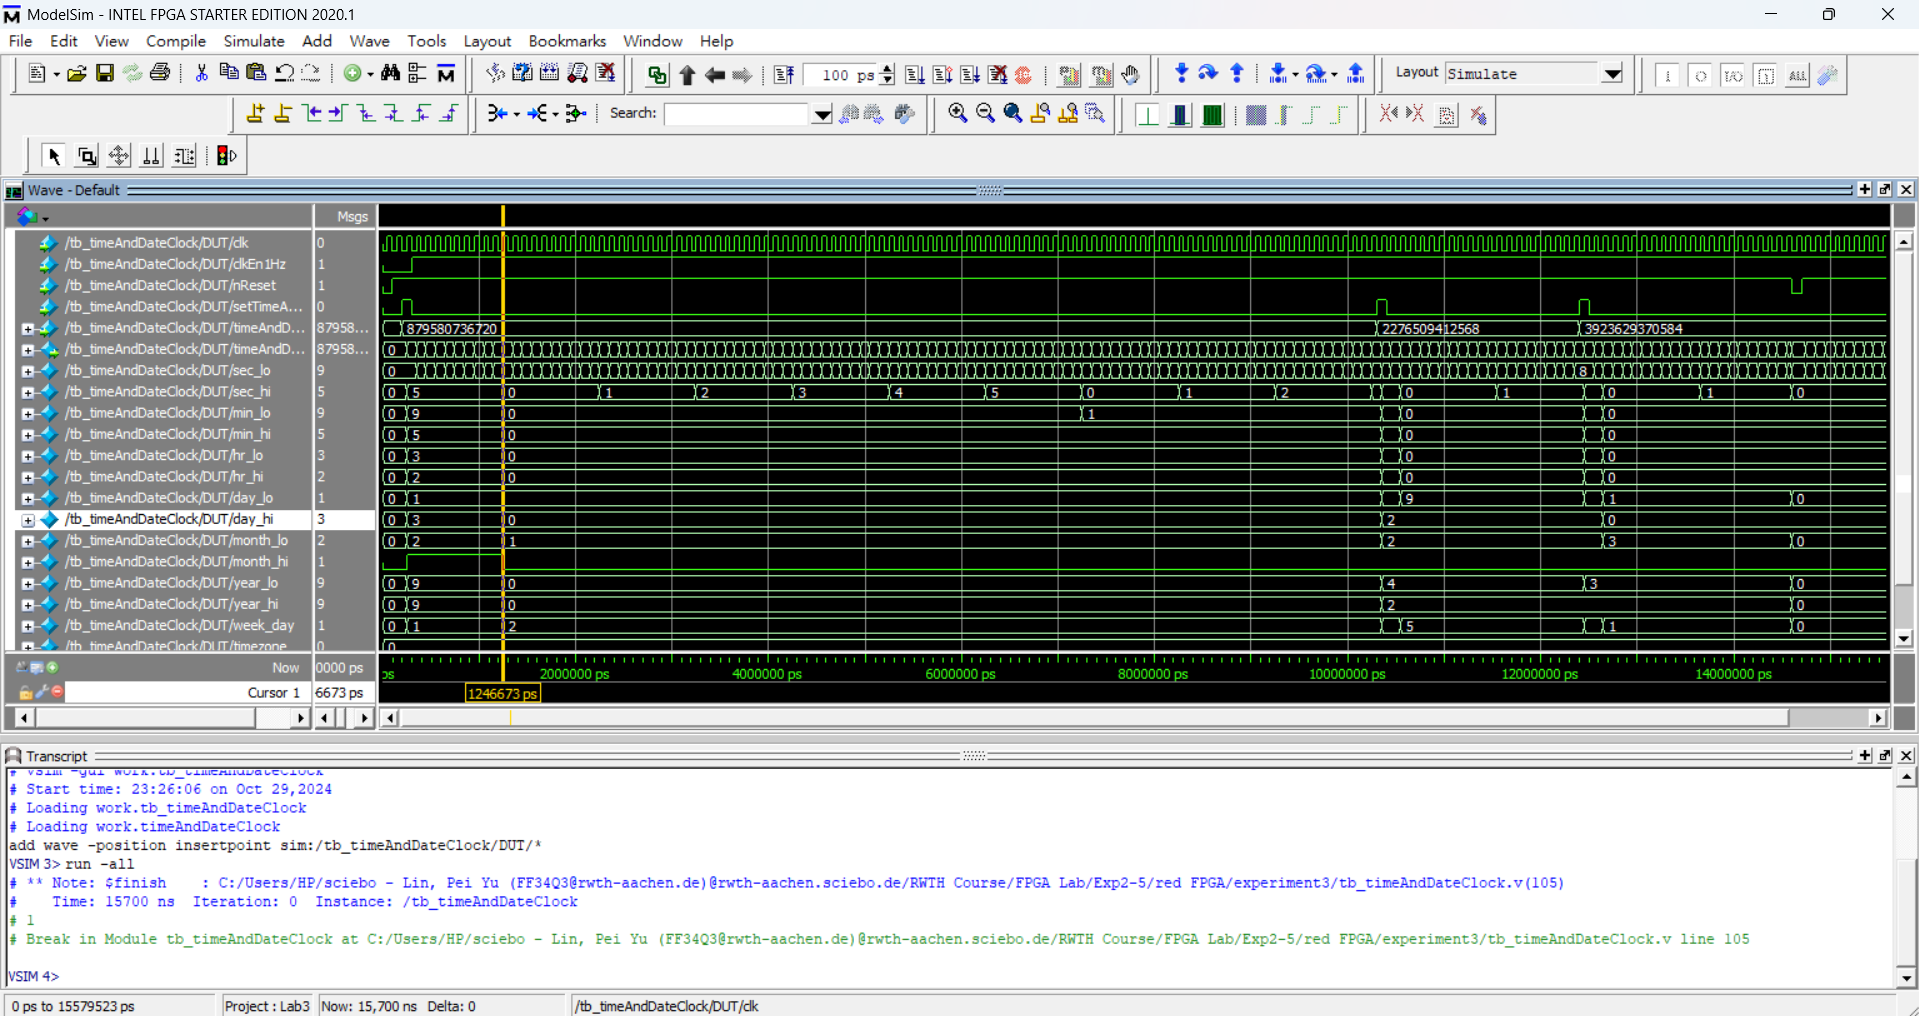 ModelSim - INTEL FPGA STARTER EDITION 2020.1
File Edit View Compile Simulate Add Wave Tools Layout Bookmarks Window Help
100 ps
Layout Simulate
Search:
Wave - Default
Msgs
/tb_timeAndDateClock/DUT/clk 0
/tb_timeAndDateClock/DUT/clkEn1Hz 1
/tb_timeAndDateClock/DUT/nReset 1
/tb_timeAndDateClock/DUT/setTimeA... 0
/tb_timeAndDateClock/DUT/timeAndD... 87958... 879580736720 2276509412568 3923629370584
/tb_timeAndDateClock/DUT/timeAndD... 87958... 0
/tb_timeAndDateClock/DUT/sec_lo 9 0 8
/tb_timeAndDateClock/DUT/sec_hi 5 0 5 0 1 2 3 4 5 0 1 2 0 1 0 1 0
/tb_timeAndDateClock/DUT/min_lo 9 0 9 0 1 0 0
/tb_timeAndDateClock/DUT/min_hi 5 0 5 0 0 0
/tb_timeAndDateClock/DUT/hr_lo 3 0 3 0 0 0
/tb_timeAndDateClock/DUT/hr_hi 2 0 2 0 0 0
/tb_timeAndDateClock/DUT/day_lo 1 0 1 9 1 0
/tb_timeAndDateClock/DUT/day_hi 3 0 3 0 2 0
/tb_timeAndDateClock/DUT/month_lo 2 0 2 1 2 3 0
/tb_timeAndDateClock/DUT/month_hi 1
/tb_timeAndDateClock/DUT/year_lo 9 0 9 0 4 3 0
/tb_timeAndDateClock/DUT/year_hi 9 0 9 0 2 0
/tb_timeAndDateClock/DUT/week_day 1 0 1 2 5 1 0
/tb_timeAndDateClock/DUT/timezone 0 0
Now 0000 ps ps 2000000 ps 4000000 ps 6000000 ps 8000000 ps 10000000 ps 12000000 ps 14000000 ps
Cursor 1 6673 ps 1246673 ps
Transcript
# vsim -gui work.tb_timeAndDateClock
# Start time: 23:26:06 on Oct 29,2024
# Loading work.tb_timeAndDateClock
# Loading work.timeAndDateClock
add wave -position insertpoint sim:/tb_timeAndDateClock/DUT/*
VSIM 3> run -all
# ** Note: $finish : C:/Users/HP/sciebo - Lin, Pei Yu (FF34Q3@rwth-aachen.de)@rwth-aachen.sciebo.de/RWTH Course/FPGA Lab/Exp2-5/red FPGA/experiment3/tb_timeAndDateClock.v(105)
# Time: 15700 ns Iteration: 0 Instance: /tb_timeAndDateClock
# 1
# Break in Module tb_timeAndDateClock at C:/Users/HP/sciebo - Lin, Pei Yu (FF34Q3@rwth-aachen.de)@rwth-aachen.sciebo.de/RWTH Course/FPGA Lab/Exp2-5/red FPGA/experiment3/tb_timeAndDateClock.v line 105
VSIM 4>
0 ps to 15579523 ps Project : Lab3 Now: 15,700 ns Delta: 0 /tb_timeAndDateClock/DUT/clk